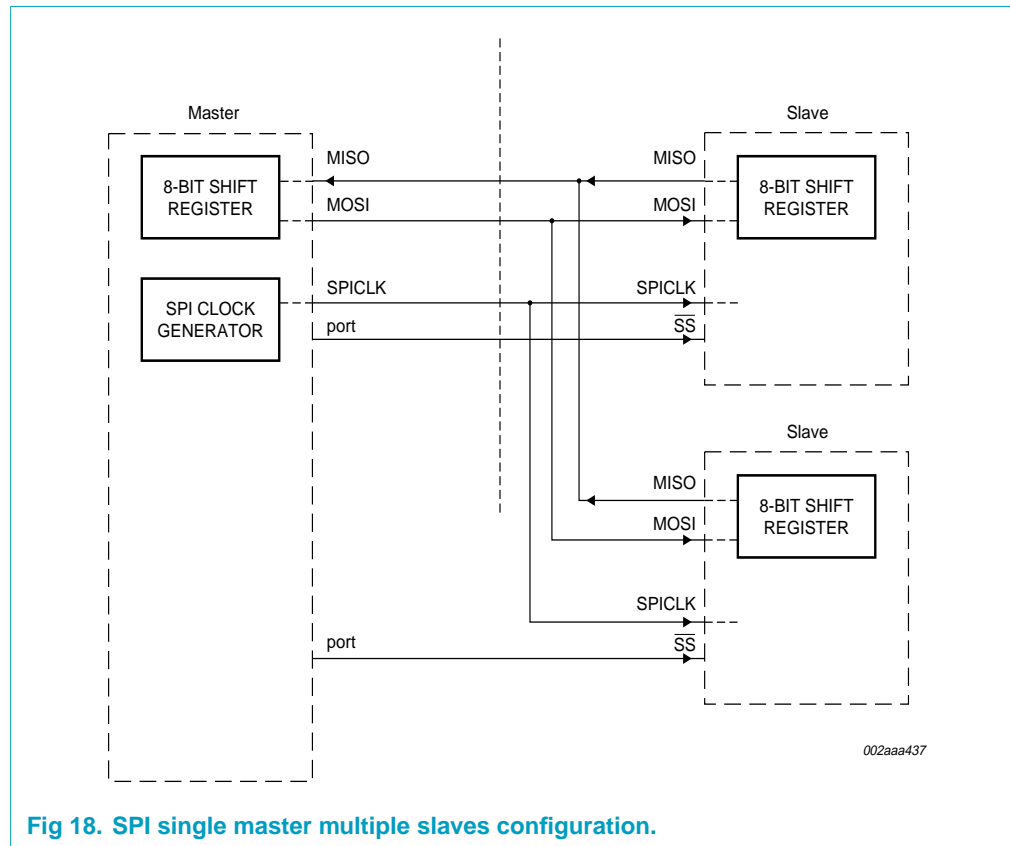 Master
Slave
MISO
MISO
8-BIT SHIFT
REGISTER
8-BIT SHIFT
REGISTER
MOSI
MOSI
SPICLK
SPICLK
SPI CLOCK
GENERATOR
port
S̅S̅
Slave
MISO
8-BIT SHIFT
REGISTER
MOSI
SPICLK
port
S̅S̅
002aaa437
Fig 18. SPI single master multiple slaves configuration.